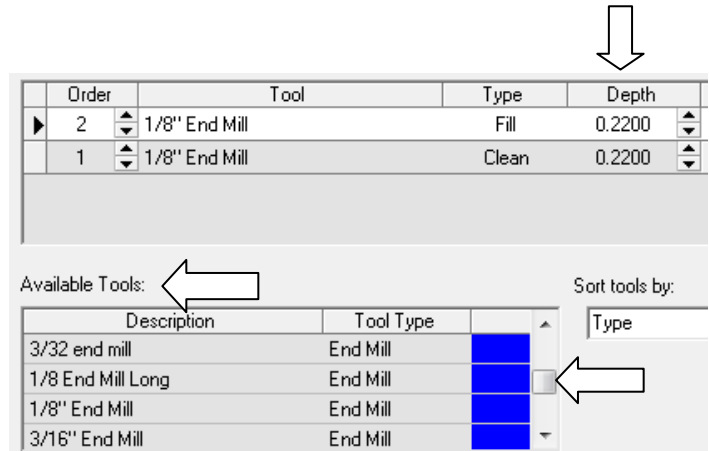 Order Tool Type Depth
2 1/8" End Mill Fill 0.2200
1 1/8" End Mill Clean 0.2200
Available Tools: Sort tools by:
Description Tool Type Type
3/32 end mill End Mill
1/8 End Mill Long End Mill
1/8" End Mill End Mill
3/16" End Mill End Mill